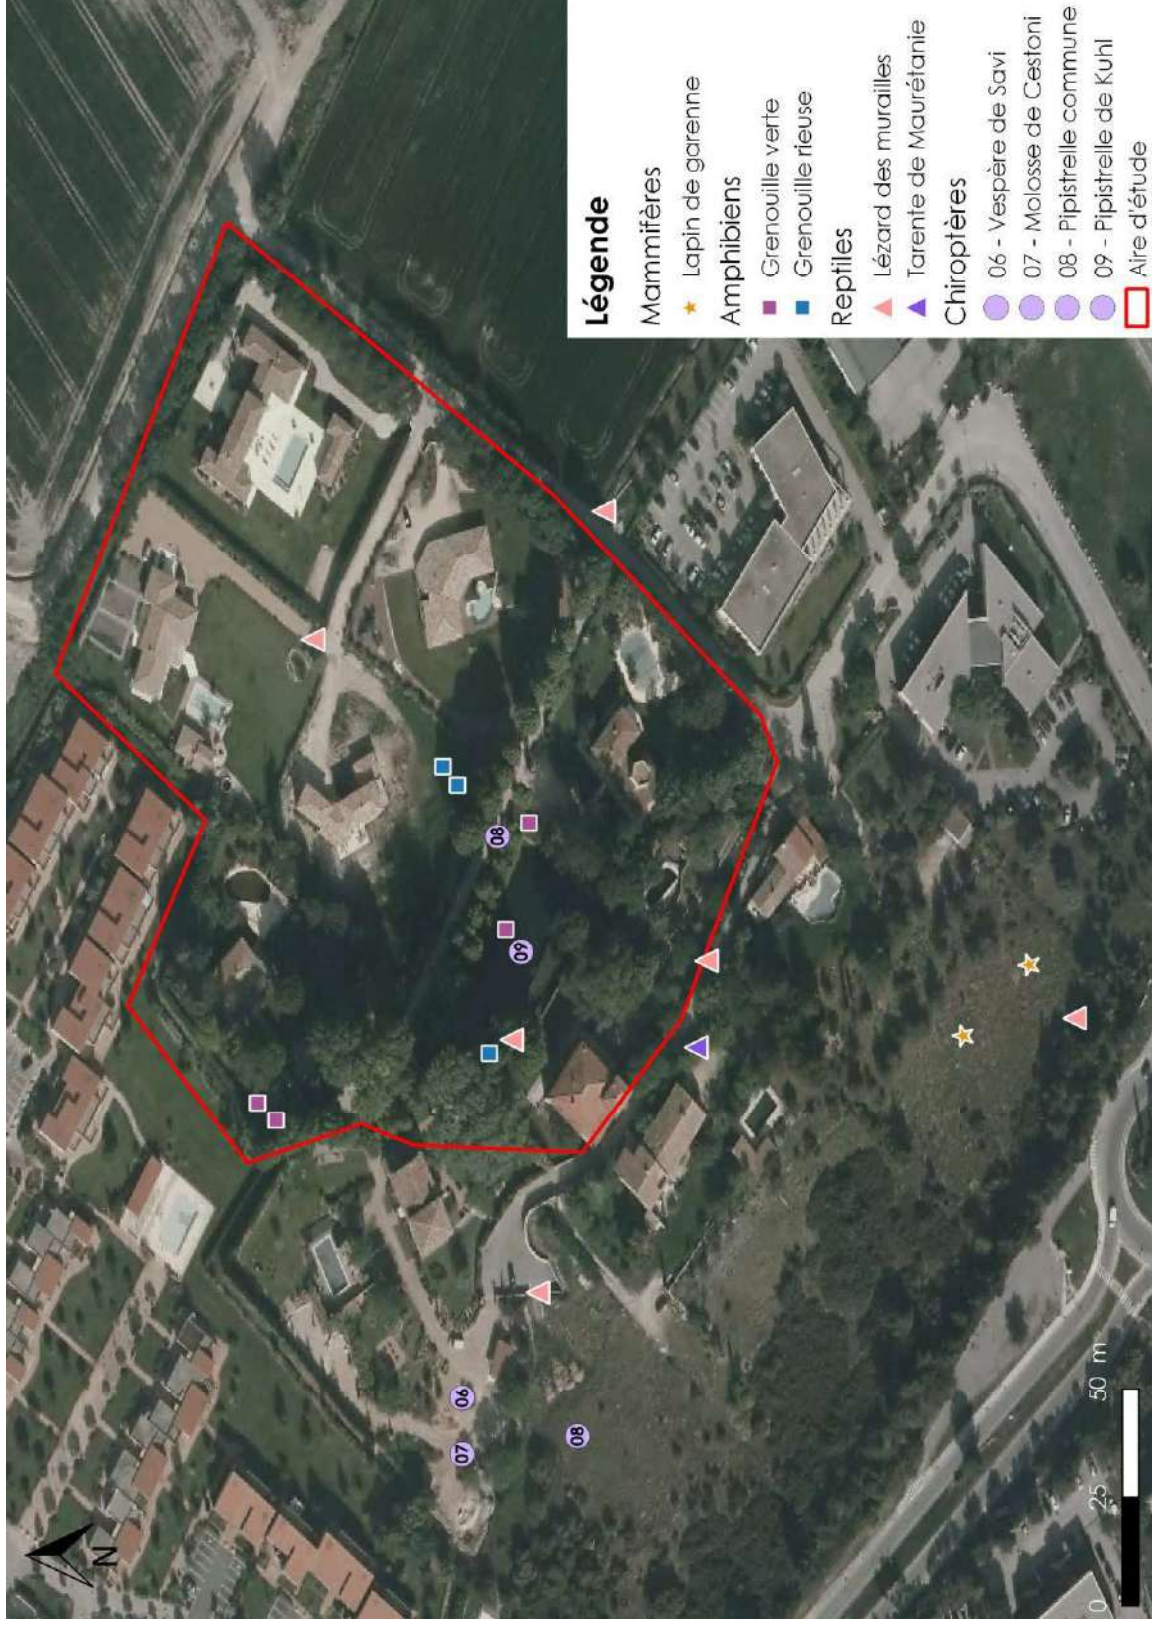 Légende
Mammifères
Lapin de garenne
Amphibiens
Grenouille verte
Grenouille rieuse
Reptiles
Lézard des murailles
Tarente de Maurétanie
Chiroptères
06 - Vespère de Savi
07 - Molosse de Cestoni
08 - Pipistrelle commune
09 - Pipistrelle de Kuhl
Aire d'étude
08
09
06
07
08
N
0 25 50 m